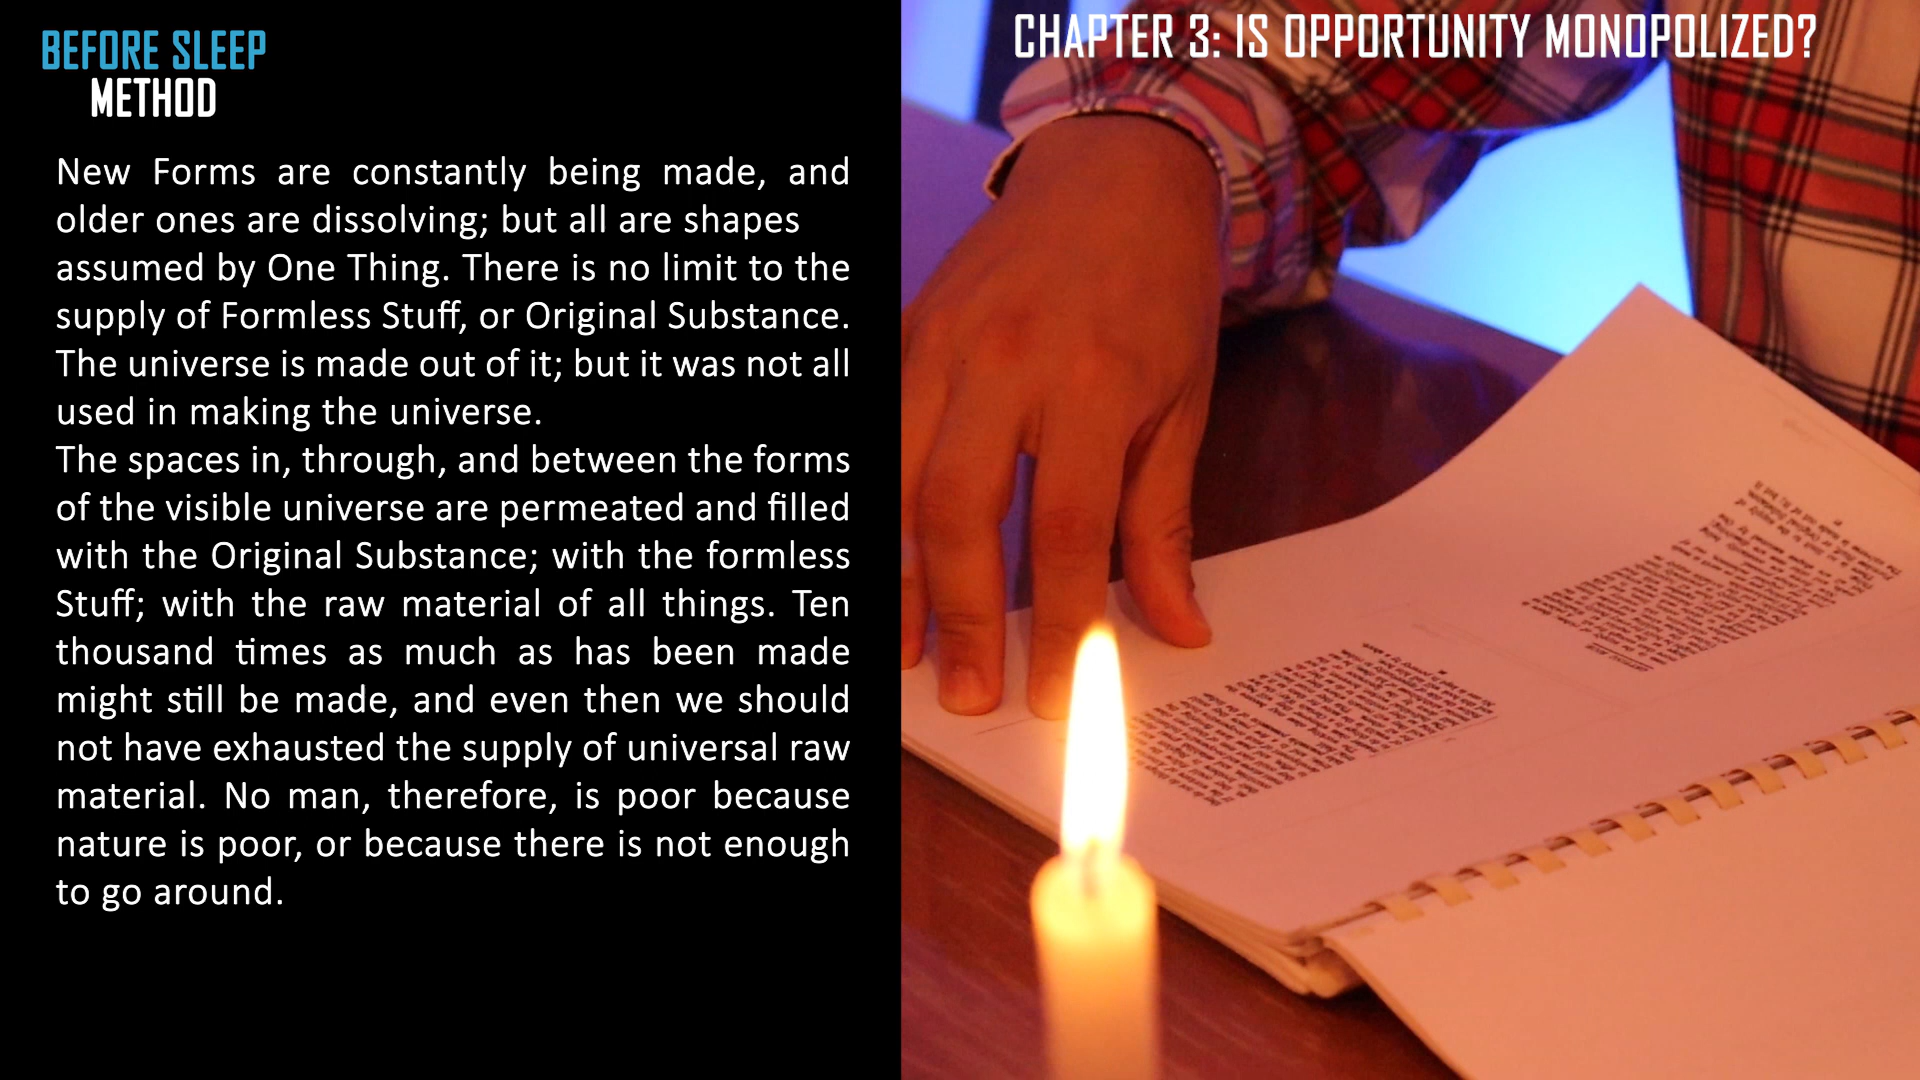 BEFORE SLEEP
METHOD
CHAPTER 3: IS OPPORTUNITY MONOPOLIZED?
New Forms are constantly being made, and
older ones are dissolving; but all are shapes
assumed by One Thing. There is no limit to the
supply of Formless Stuff, or Original Substance.
The universe is made out of it; but it was not all
used in making the universe.
The spaces in, through, and between the forms
of the visible universe are permeated and filled
with the Original Substance; with the formless
Stuff; with the raw material of all things. Ten
thousand times as much as has been made
might still be made, and even then we should
not have exhausted the supply of universal raw
material. No man, therefore, is poor because
nature is poor, or because there is not enough
to go around.